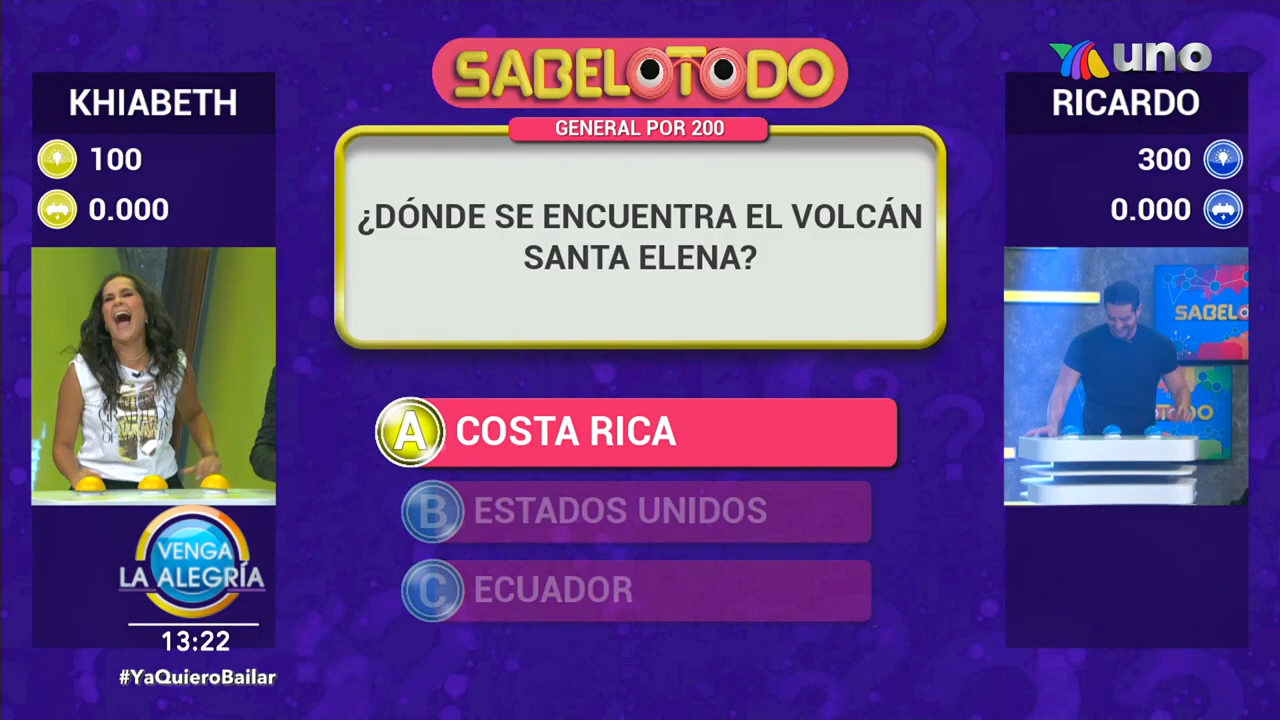 SABELOTODO
uno
KHIABETH
GENERAL POR 200
RICARDO
100
300
0.000
0.000
¿DÓNDE SE ENCUENTRA EL VOLCÁN
SANTA ELENA?
SABELO
A COSTA RICA
B ESTADOS UNIDOS
C ECUADOR
VENGA
LA ALEGRÍA
13:22
#YaQuieroBailar